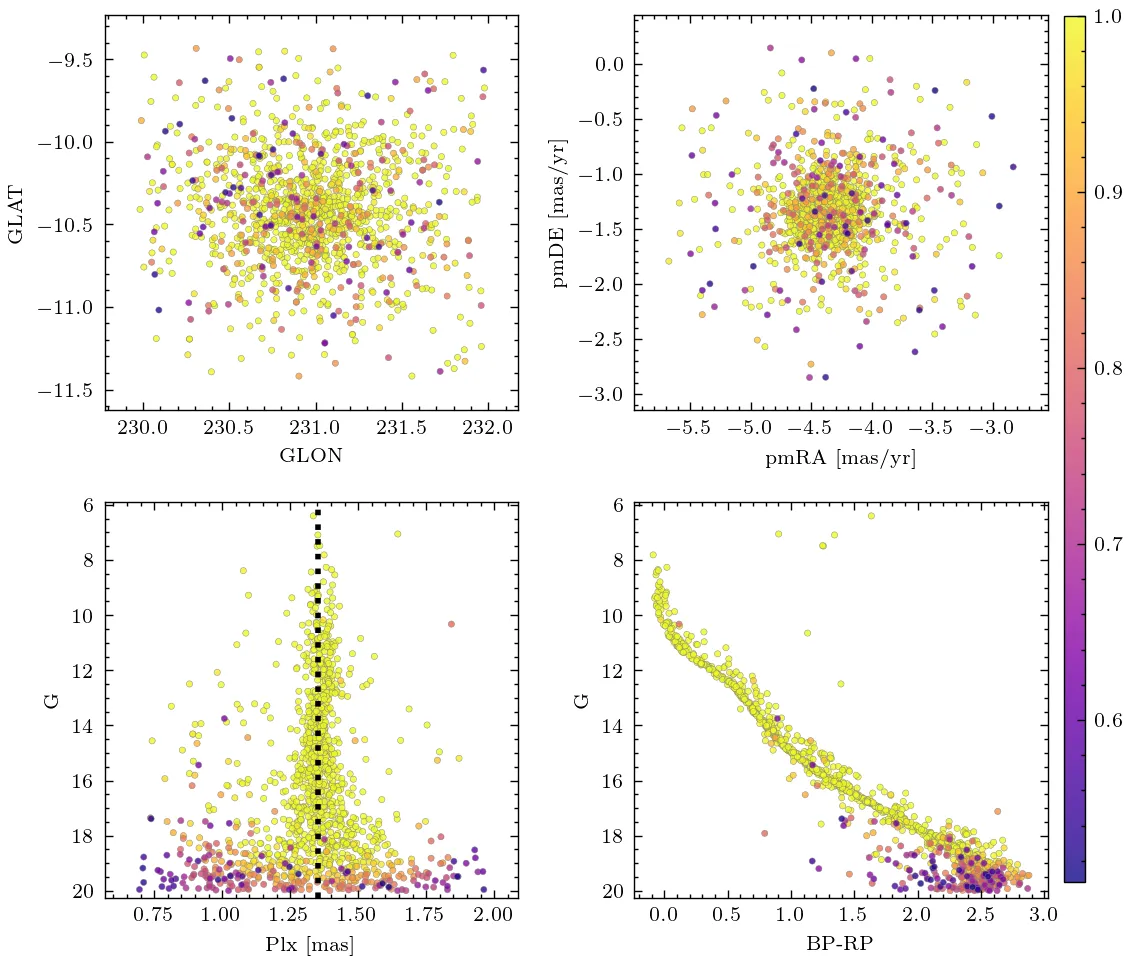 −9.5
−10.0
−10.5
−11.0
−11.5
GLAT
230.0 230.5 231.0 231.5 232.0
GLON
0.0
−0.5
−1.0
−1.5
−2.0
−2.5
−3.0
pmDE [mas/yr]
−5.5 −5.0 −4.5 −4.0 −3.5 −3.0
pmRA [mas/yr]
1.0
0.9
0.8
0.7
0.6
6
8
10
12
14
16
18
20
G
0.75 1.00 1.25 1.50 1.75 2.00
Plx [mas]
6
8
10
12
14
16
18
20
G
0.0 0.5 1.0 1.5 2.0 2.5 3.0
BP-RP